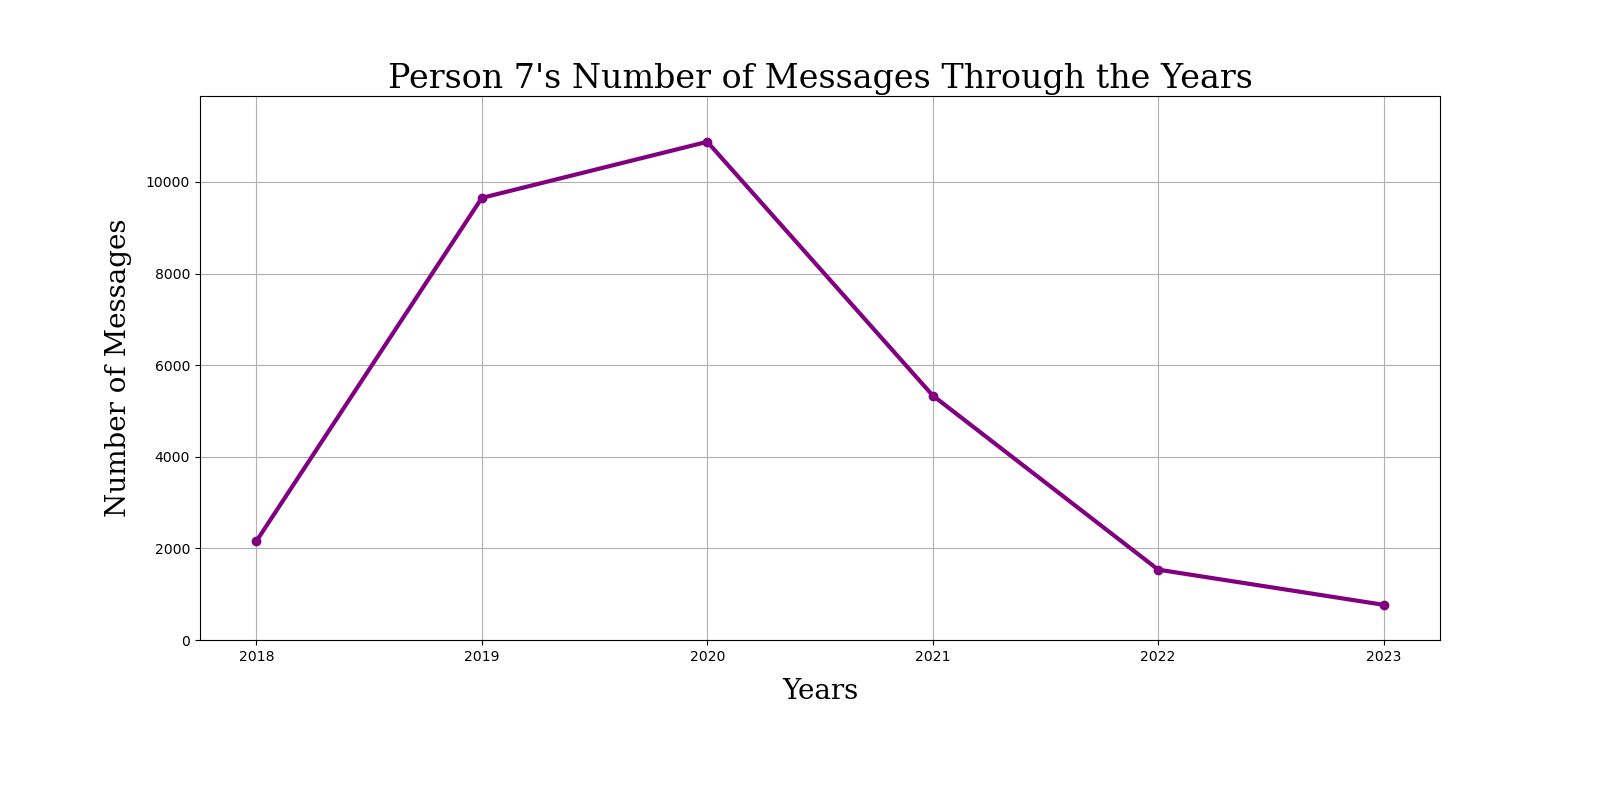 Person 7's Number of Messages Through the Years
Number of Messages
10000
8000
6000
4000
2000
0
2018 2019 2020 2021 2022 2023
Years